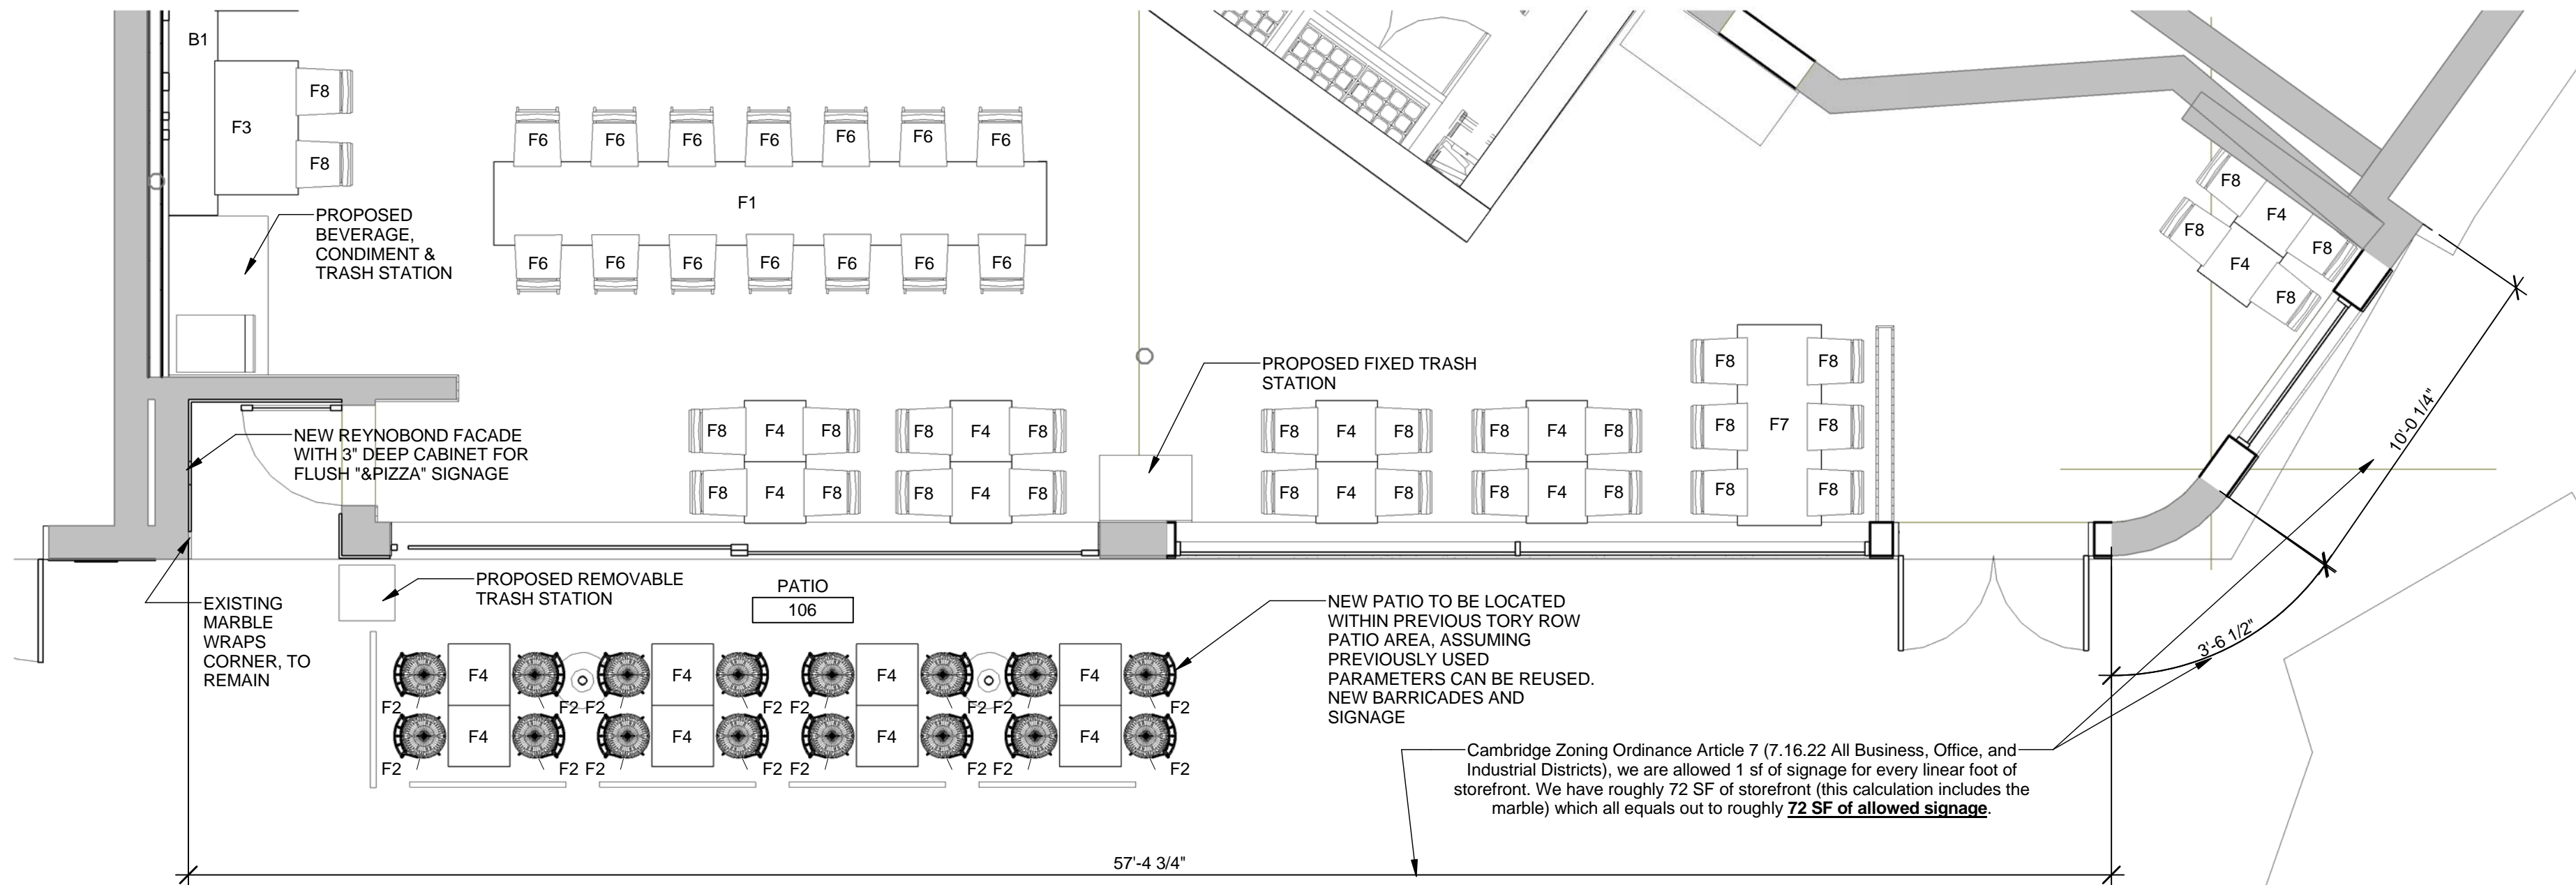 B1
F8
F3
F8
F6 F6 F6 F6 F6 F6 F6
F1
F6 F6 F6 F6 F6 F6 F6
PROPOSED
BEVERAGE,
CONDIMENT &
TRASH STATION
F8
F4
F8
F8
F4
F8
PROPOSED FIXED TRASH
STATION
F8 F8
F8 F7 F8
F8 F8
F8 F4 F8 F8 F4 F8 F8 F4 F8 F8 F4 F8
F8 F4 F8 F8 F4 F8 F8 F4 F8 F8 F4 F8
NEW REYNOBOND FACADE
WITH 3" DEEP CABINET FOR
FLUSH "&PIZZA" SIGNAGE
10'-0 1/4"
3'-6 1/2"
EXISTING
MARBLE
WRAPS
CORNER, TO
REMAIN
PROPOSED REMOVABLE
TRASH STATION
PATIO
106
NEW PATIO TO BE LOCATED
WITHIN PREVIOUS TORY ROW
PATIO AREA, ASSUMING
PREVIOUSLY USED
PARAMETERS CAN BE REUSED.
NEW BARRICADES AND
SIGNAGE
F4 F4 F4 F4
F2 F2 F2 F2 F2 F2 F2 F2
F4 F4 F4 F4
F2 F2 F2 F2 F2 F2 F2 F2
Cambridge Zoning Ordinance Article 7 (7.16.22 All Business, Office, and
Industrial Districts), we are allowed 1 sf of signage for every linear foot of
storefront. We have roughly 72 SF of storefront (this calculation includes the
marble) which all equals out to roughly 72 SF of allowed signage.
57'-4 3/4"